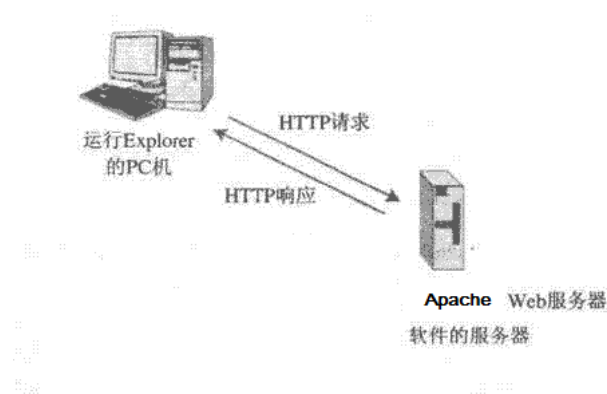 运行Explorer
的PC机
HTTP请求
HTTP响应
Apache Web服务器
软件的服务器